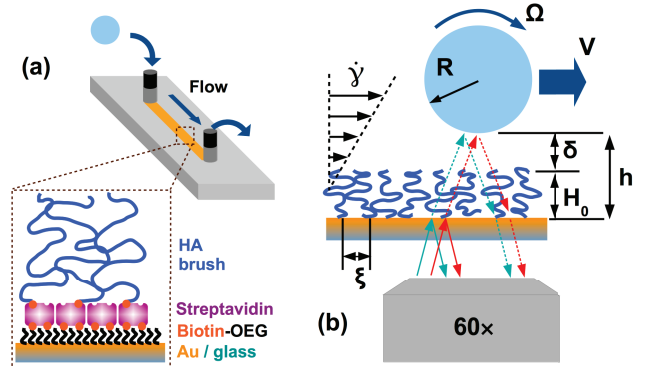 (a)
Flow
HA
brush
Streptavidin
Biotin-OEG
Au / glass
Ω
V
R
γ̇
δ
h
H₀
ξ
(b)
60×